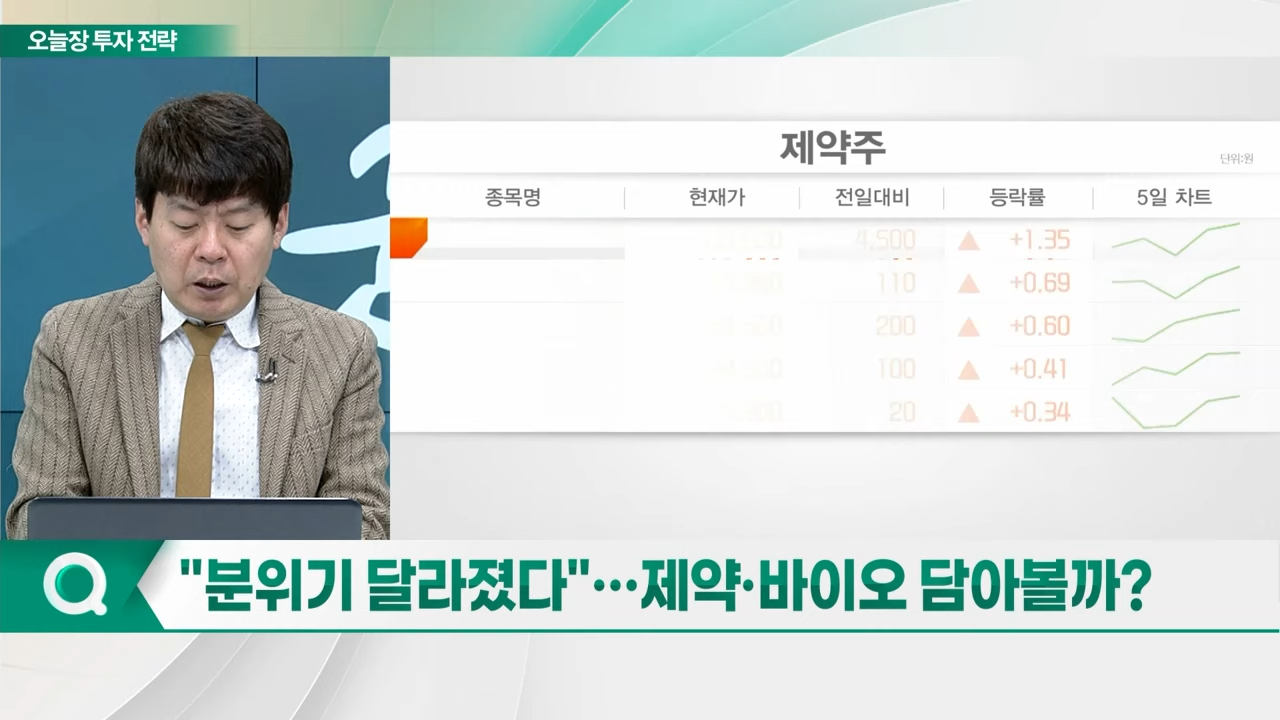 오늘장 투자 전략
제약주
단위:원
종목명 현재가 전일대비 등락률 5일 차트
4,500 ▲ +1.35
110 ▲ +0.69
200 ▲ +0.60
100 ▲ +0.41
20 ▲ +0.34
"분위기 달라졌다"…제약·바이오 담아볼까?